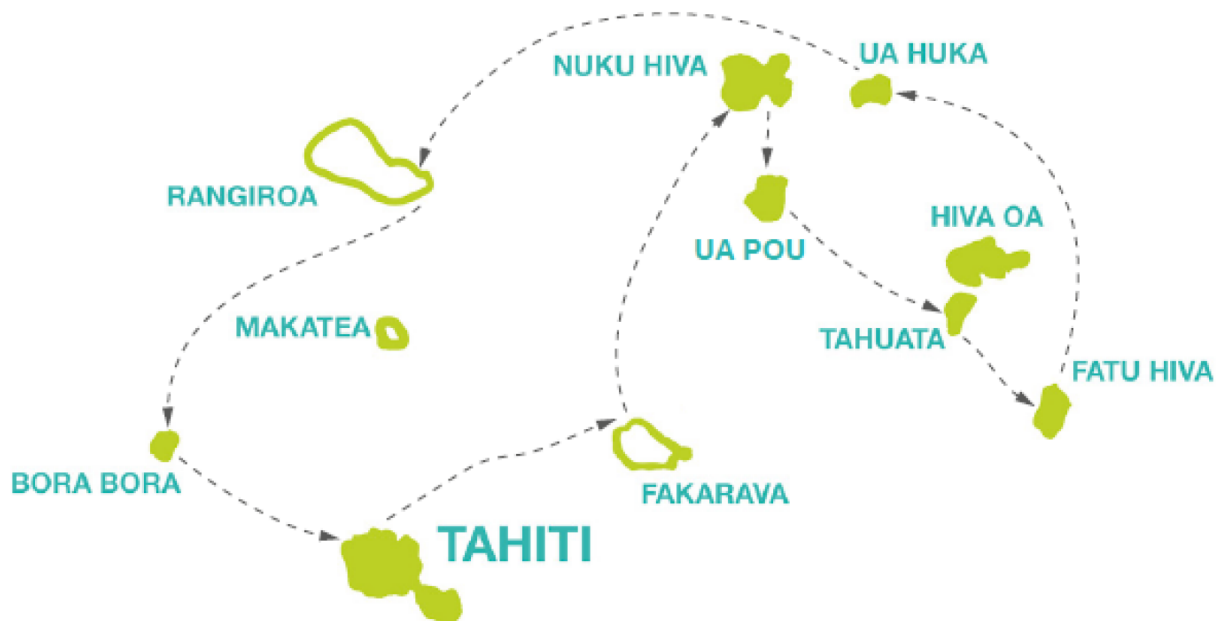 UA HUKA
NUKU HIVA
RANGIROA
HIVA OA
UA POU
MAKATEA
TAHUATA
FATU HIVA
BORA BORA
FAKARAVA
TAHITI